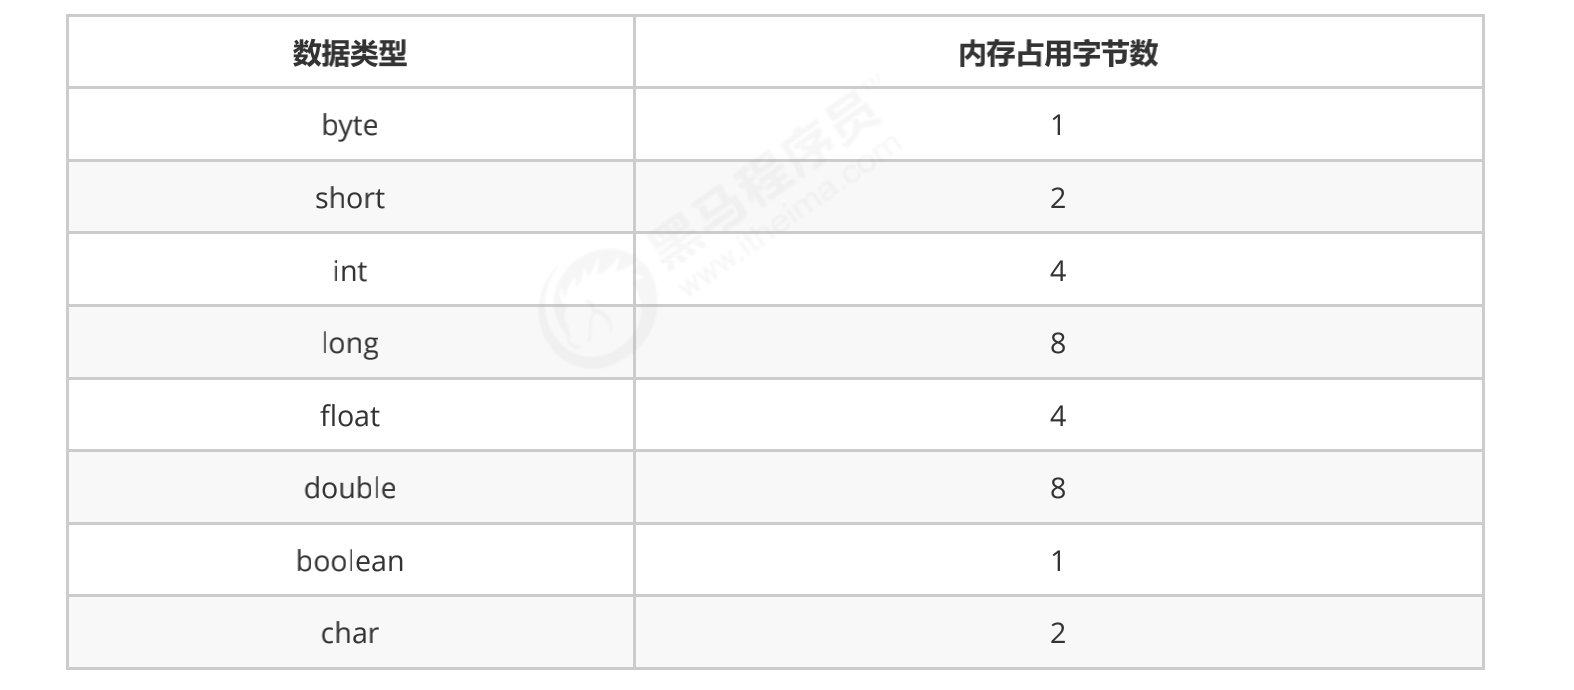 数据类型 内存占用字节数
byte 1
short 2
int 4
long 8
float 4
double 8
boolean 1
char 2
黑马程序员
www.itheima.com